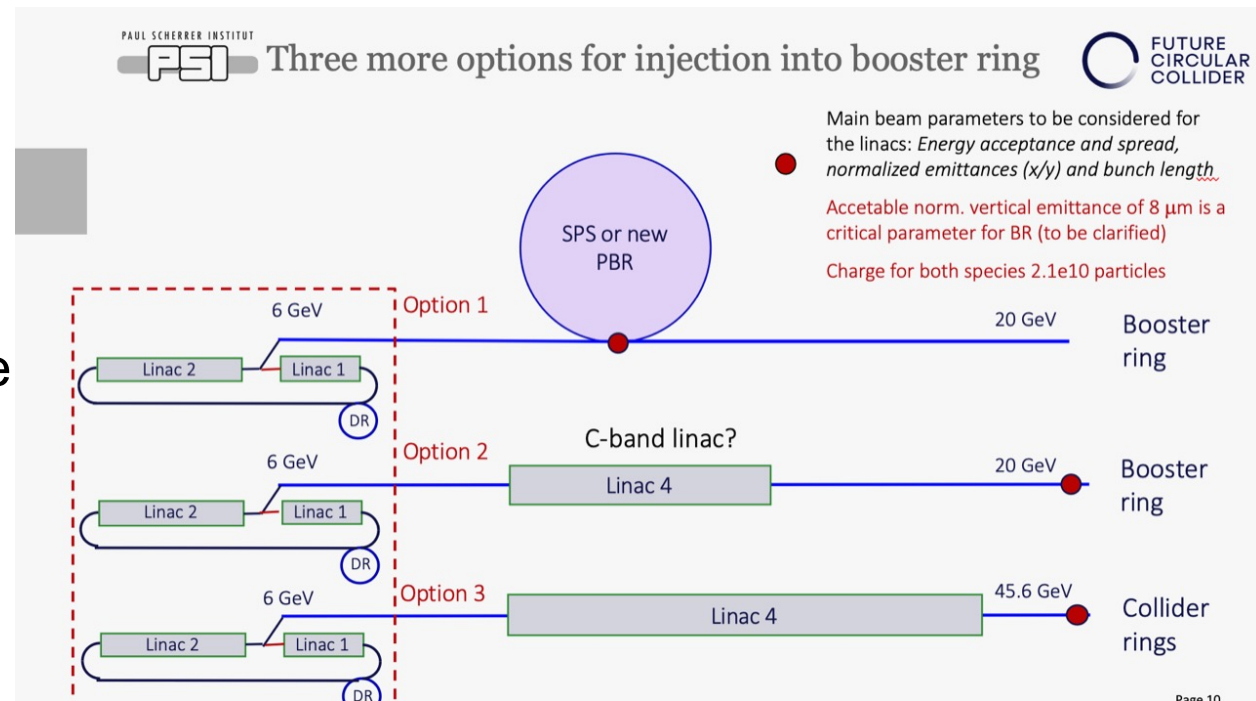 PAUL SCHERRER INSTITUT
PSI
Three more options for injection into booster ring
FUTURE
CIRCULAR
COLLIDER
Main beam parameters to be considered for
the linacs: Energy acceptance and spread,
normalized emittances (x/y) and bunch length
Accetable norm. vertical emittance of 8 μm is a
critical parameter for BR (to be clarified)
Charge for both species 2.1e10 particles
SPS or new
PBR
e
6 GeV
Option 1
20 GeV
Booster
ring
Linac 2
Linac 1
DR
6 GeV
Option 2
C-band linac?
Linac 4
20 GeV
Booster
ring
Linac 2
Linac 1
DR
6 GeV
Option 3
Linac 4
45.6 GeV
Collider
rings
Linac 2
Linac 1
DR
Page 10